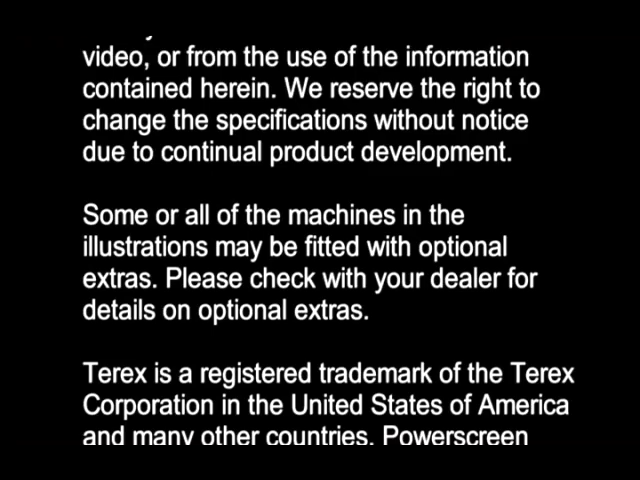 video, or from the use of the information
contained herein. We reserve the right to
change the specifications without notice
due to continual product development.
Some or all of the machines in the
illustrations may be fitted with optional
extras. Please check with your dealer for
details on optional extras.
Terex is a registered trademark of the Terex
Corporation in the United States of America
and many other countries. Powerscreen